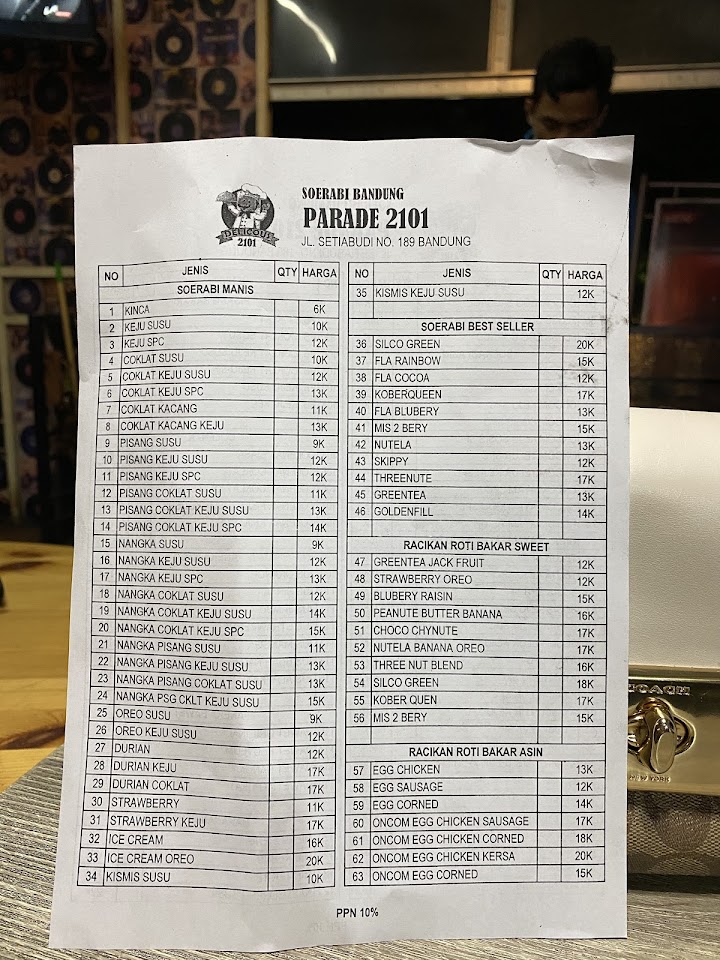 SOERABI BANDUNG
PARADE 2101
JL. SETIABUDI NO. 189 BANDUNG
DELICOUS
2101
NO JENIS QTY HARGA
SOERABI MANIS
1 KINCA 6K
2 KEJU SUSU 10K
3 KEJU SPC 12K
4 COKLAT SUSU 10K
5 COKLAT KEJU SUSU 12K
6 COKLAT KEJU SPC 13K
7 COKLAT KACANG 11K
8 COKLAT KACANG KEJU 13K
9 PISANG SUSU 9K
10 PISANG KEJU SUSU 12K
11 PISANG KEJU SPC 12K
12 PISANG COKLAT SUSU 11K
13 PISANG COKLAT KEJU SUSU 13K
14 PISANG COKLAT KEJU SPC 14K
15 NANGKA SUSU 9K
16 NANGKA KEJU SUSU 12K
17 NANGKA KEJU SPC 13K
18 NANGKA COKLAT SUSU 12K
19 NANGKA COKLAT KEJU SUSU 14K
20 NANGKA COKLAT KEJU SPC 15K
21 NANGKA PISANG SUSU 11K
22 NANGKA PISANG KEJU SUSU 13K
23 NANGKA PISANG COKLAT SUSU 13K
24 NANGKA PSG CKLT KEJU SUSU 15K
25 OREO SUSU 9K
26 OREO KEJU SUSU 12K
27 DURIAN 12K
28 DURIAN KEJU 17K
29 DURIAN COKLAT 17K
30 STRAWBERRY 11K
31 STRAWBERRY KEJU 17K
32 ICE CREAM 16K
33 ICE CREAM OREO 20K
34 KISMIS SUSU 10K
NO JENIS QTY HARGA
35 KISMIS KEJU SUSU 12K
SOERABI BEST SELLER
36 SILCO GREEN 20K
37 FLA RAINBOW 15K
38 FLA COCOA 12K
39 KOBERQUEEN 17K
40 FLA BLUBERY 13K
41 MIS 2 BERY 15K
42 NUTELA 13K
43 SKIPPY 12K
44 THREENUTE 17K
45 GREENTEA 13K
46 GOLDENFILL 14K
RACIKAN ROTI BAKAR SWEET
47 GREENTEA JACK FRUIT 12K
48 STRAWBERRY OREO 12K
49 BLUBERY RAISIN 15K
50 PEANUTE BUTTER BANANA 16K
51 CHOCO CHYNUTE 17K
52 NUTELA BANANA OREO 17K
53 THREE NUT BLEND 16K
54 SILCO GREEN 18K
55 KOBER QUEN 17K
56 MIS 2 BERY 15K
RACIKAN ROTI BAKAR ASIN
57 EGG CHICKEN 13K
58 EGG SAUSAGE 12K
59 EGG CORNED 14K
60 ONCOM EGG CHICKEN SAUSAGE 17K
61 ONCOM EGG CHICKEN CORNED 18K
62 ONCOM EGG CHICKEN KERSA 20K
63 ONCOM EGG CORNED 15K
PPN 10%
COACH
NEW YORK